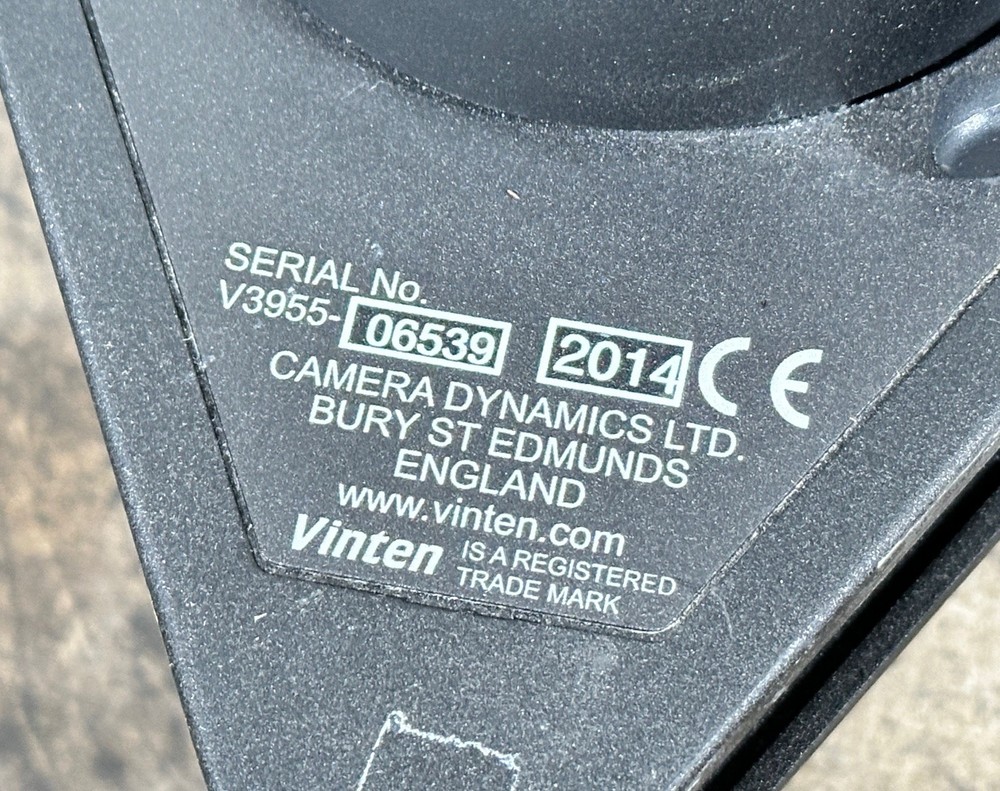 SERIAL No.
V3955-06539 2014 CE
CAMERA DYNAMICS LTD.
BURY ST EDMUNDS
ENGLAND
www.vinten.com
Vinten IS A REGISTERED
TRADE MARK